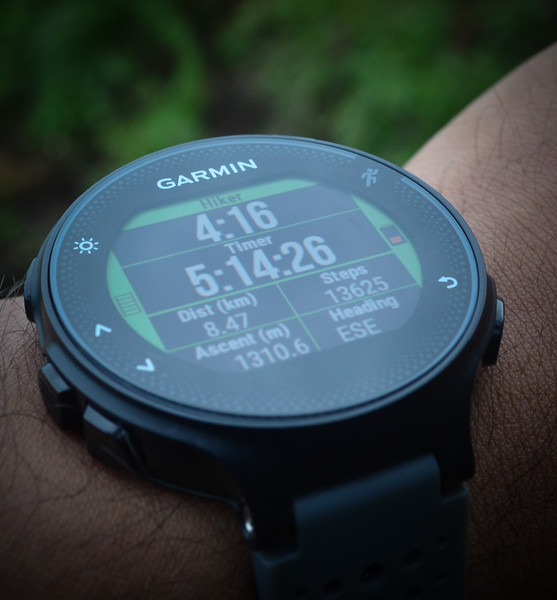 GARMIN
Hiker
4:16
Timer
5:14:26
Dist (km)
8.47
Steps
13625
Ascent (m)
1310.6
Heading
ESE